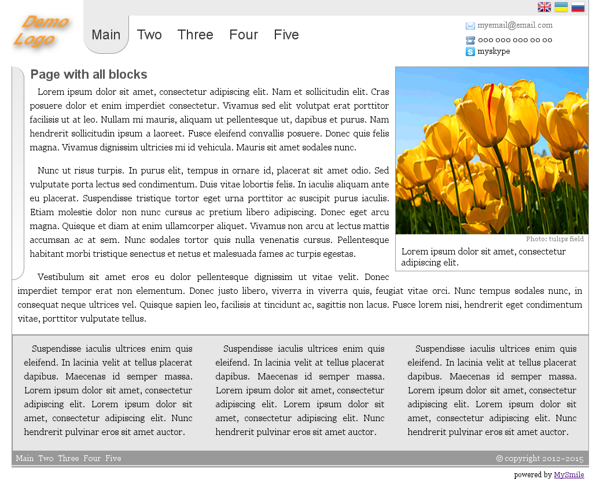 Demo
Logo
Main Two Three Four Five
myemail@email.com
000 000 000 00 00
myskype
Page with all blocks
Lorem ipsum dolor sit amet, consectetur adipiscing elit. Nam et sollicitudin elit. Cras
posuere dolor et enim imperdiet consectetur. Vivamus sed elit volutpat erat porttitor
facilisis ut at leo. Nullam mi mauris, aliquam ut pellentesque ut, dapibus et purus. Nam
hendrerit sollicitudin ipsum a laoreet. Fusce eleifend convallis posuere. Donec quis felis
magna. Vivamus dignissim ultricies mi id vehicula. Mauris sit amet sodales nunc.
Nunc ut risus turpis. In purus elit, tempus in ornare id, placerat sit amet odio. Sed
vulputate porta lectus sed condimentum. Duis vitae lobortis felis. In iaculis aliquam ante
eu placerat. Suspendisse tristique tortor eget urna porttitor ac suscipit purus iaculis.
Etiam molestie dolor non nunc cursus ac pretium libero adipiscing. Donec eget arcu
magna. Quisque et diam at enim ullamcorper aliquet. Vivamus non arcu at lectus mattis
accumsan ac at sem. Nunc sodales tortor quis nulla venenatis cursus. Pellentesque
habitant morbi tristique senectus et netus et malesuada fames ac turpis egestas.
Photo: tulips field
Lorem ipsum dolor sit amet, consectetur
adipiscing elit.
Vestibulum sit amet eros eu dolor pellentesque dignissim ut vitae velit. Donec
imperdiet tempor erat non elementum. Donec justo libero, viverra in viverra quis, feugiat vitae orci. Nunc tempus sodales nunc, in
consequat neque ultrices vel. Quisque sapien leo, facilisis at tincidunt ac, sagittis non lacus. Fusce lorem nisi, hendrerit eget condimentum
vitae, porttitor vulputate tellus.
Suspendisse iaculis ultrices enim quis
eleifend. In lacinia velit at tellus placerat
dapibus. Maecenas id semper massa.
Lorem ipsum dolor sit amet, consectetur
adipiscing elit. Lorem ipsum dolor sit
amet, consectetur adipiscing elit. Nunc
hendrerit pulvinar eros sit amet auctor.
Suspendisse iaculis ultrices enim quis
eleifend. In lacinia velit at tellus placerat
dapibus. Maecenas id semper massa.
Lorem ipsum dolor sit amet, consectetur
adipiscing elit. Lorem ipsum dolor sit
amet, consectetur adipiscing elit. Nunc
hendrerit pulvinar eros sit amet auctor.
Suspendisse iaculis ultrices enim quis
eleifend. In lacinia velit at tellus placerat
dapibus. Maecenas id semper massa.
Lorem ipsum dolor sit amet, consectetur
adipiscing elit. Lorem ipsum dolor sit
amet, consectetur adipiscing elit. Nunc
hendrerit pulvinar eros sit amet auctor.
Main Two Three Four Five
© copyright 2012-2015
powered by MySmile